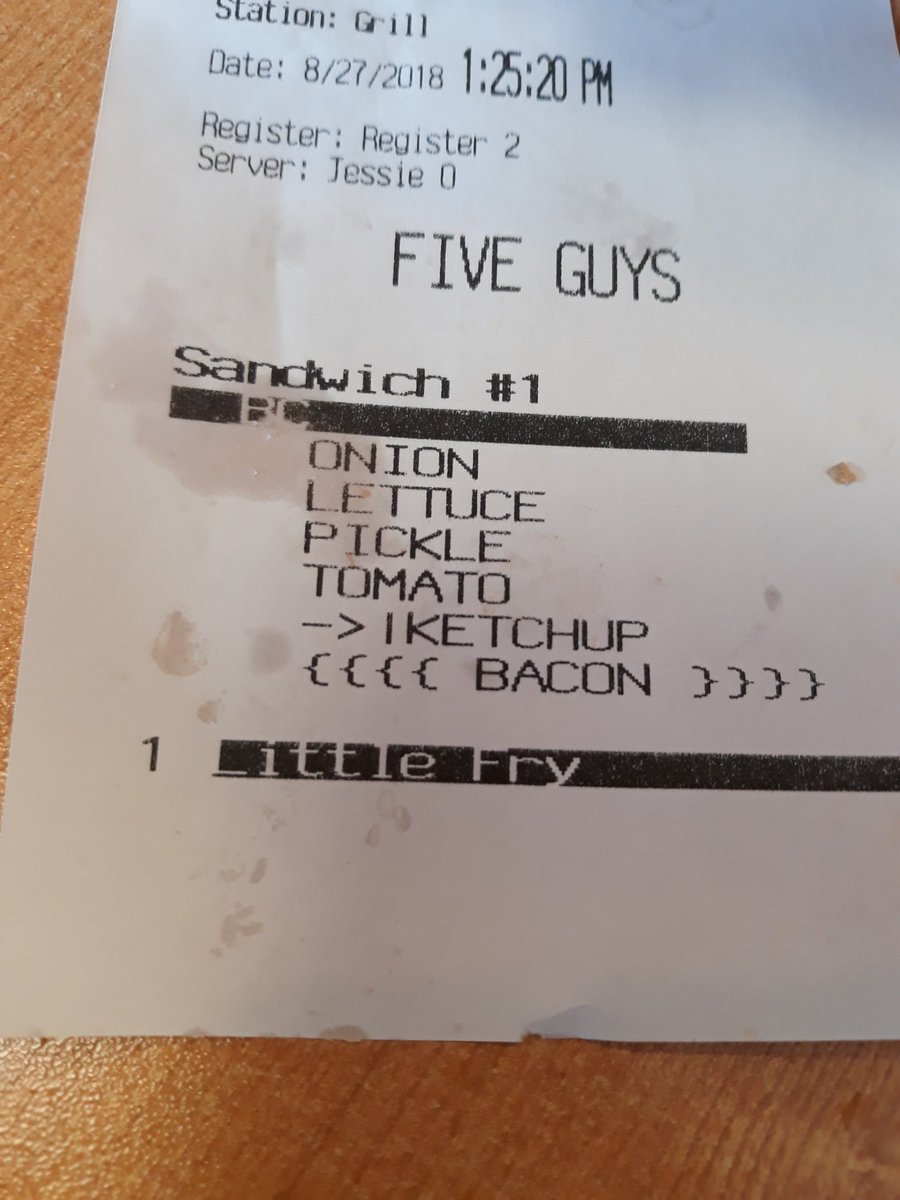 Station: Grill
Date: 8/27/2018 1:25:20 PM
Register: Register 2
Server: Jessie O
FIVE GUYS
Sandwich #1
ONION
LETTUCE
PICKLE
TOMATO
->IKETCHUP
{{{{ BACON }}}}
1 Little Fry